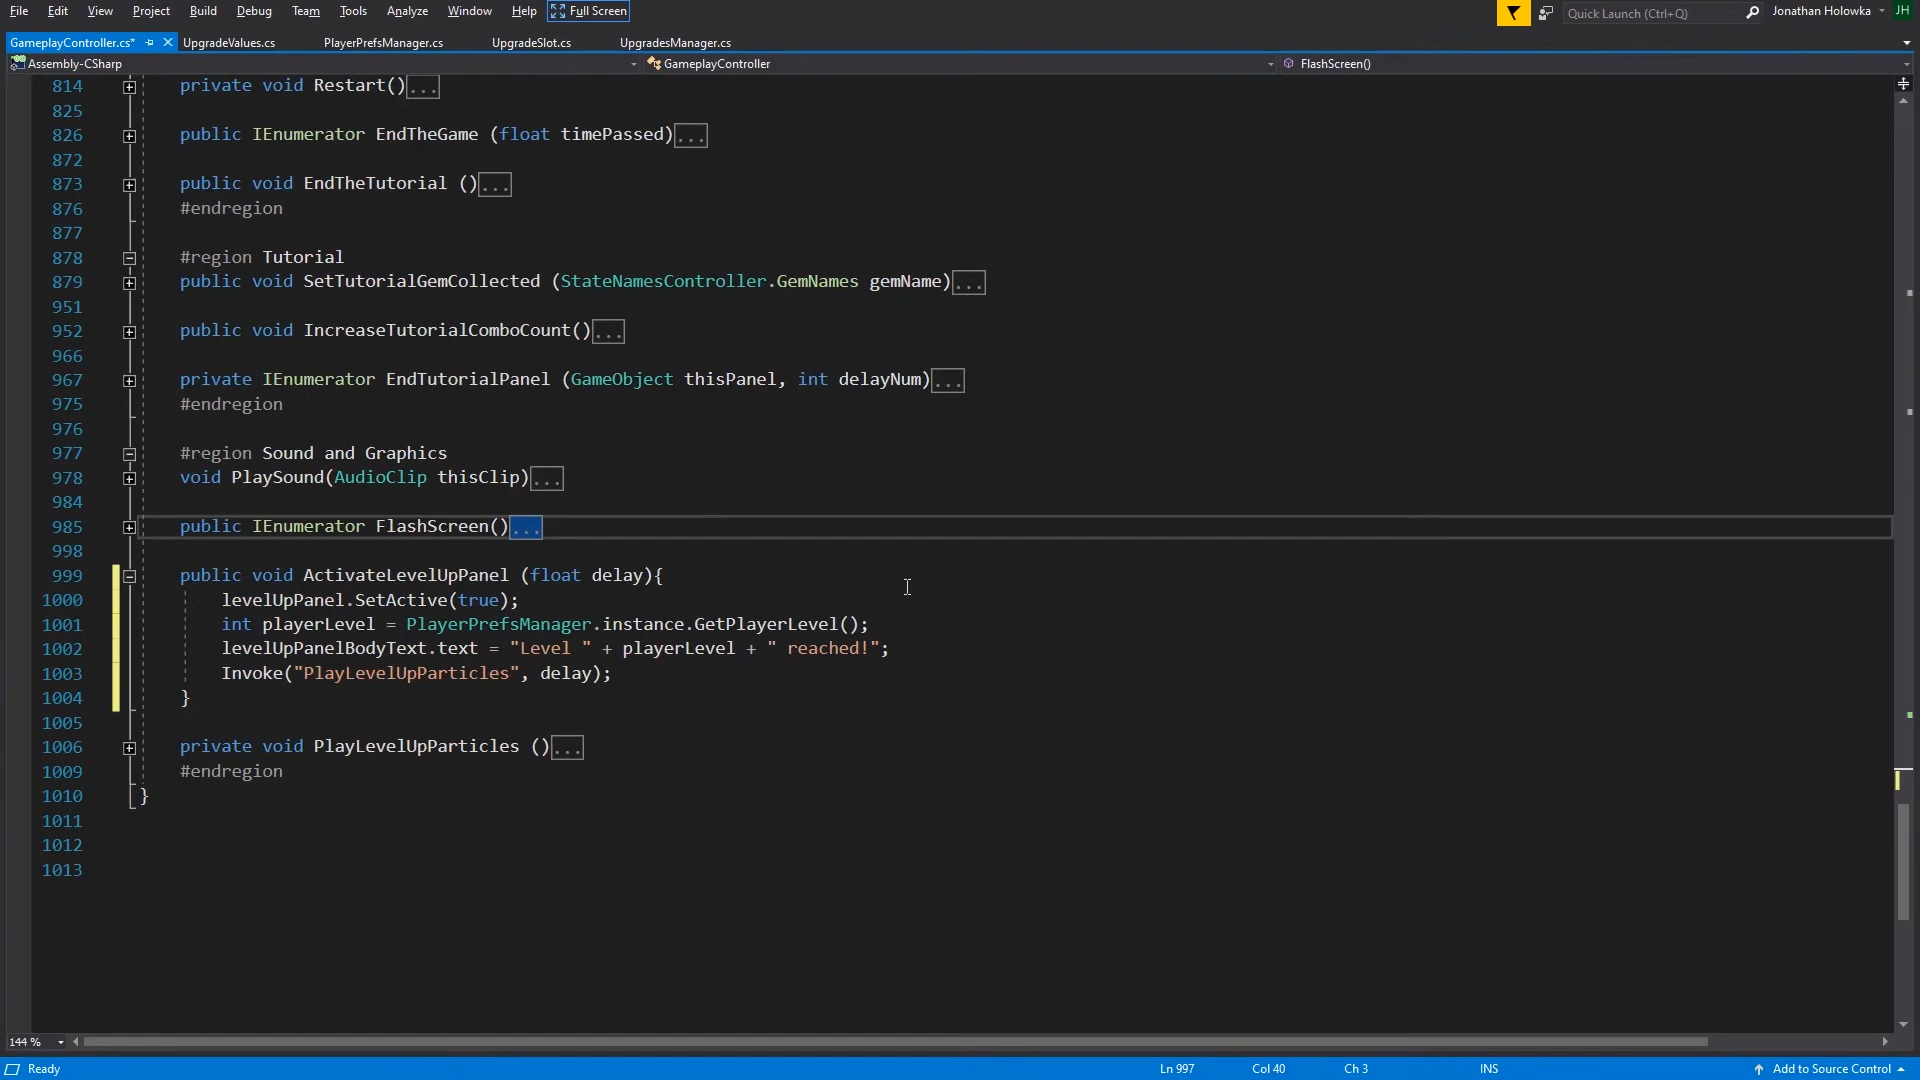 File Edit View Project Build Debug Team Tools Analyze Window Help Full Screen Quick Launch (Ctrl+Q) Jonathan Holowka JH
GameplayController.cs* UpgradeValues.cs PlayerPrefsManager.cs UpgradeSlot.cs UpgradesManager.cs
Assembly-CSharp GameplayController FlashScreen()
814 private void Restart()...
825
826 public IEnumerator EndTheGame (float timePassed)...
872
873 public void EndTheTutorial ()...
876 #endregion
877
878 #region Tutorial
879 public void SetTutorialGemCollected (StateNamesController.GemNames gemName)...
951
952 public void IncreaseTutorialComboCount()...
966
967 private IEnumerator EndTutorialPanel (GameObject thisPanel, int delayNum)...
975 #endregion
976
977 #region Sound and Graphics
978 void PlaySound(AudioClip thisClip)...
984
985 public IEnumerator FlashScreen()...
998
999 public void ActivateLevelUpPanel (float delay){
1000 levelUpPanel.SetActive(true);
1001 int playerLevel = PlayerPrefsManager.instance.GetPlayerLevel();
1002 levelUpPanelBodyText.text = "Level " + playerLevel + " reached!";
1003 Invoke("PlayLevelUpParticles", delay);
1004 }
1005
1006 private void PlayLevelUpParticles ()...
1009 #endregion
1010 }
1011
1012
1013
144 %
Ready Ln 997 Col 40 Ch 3 INS Add to Source Control